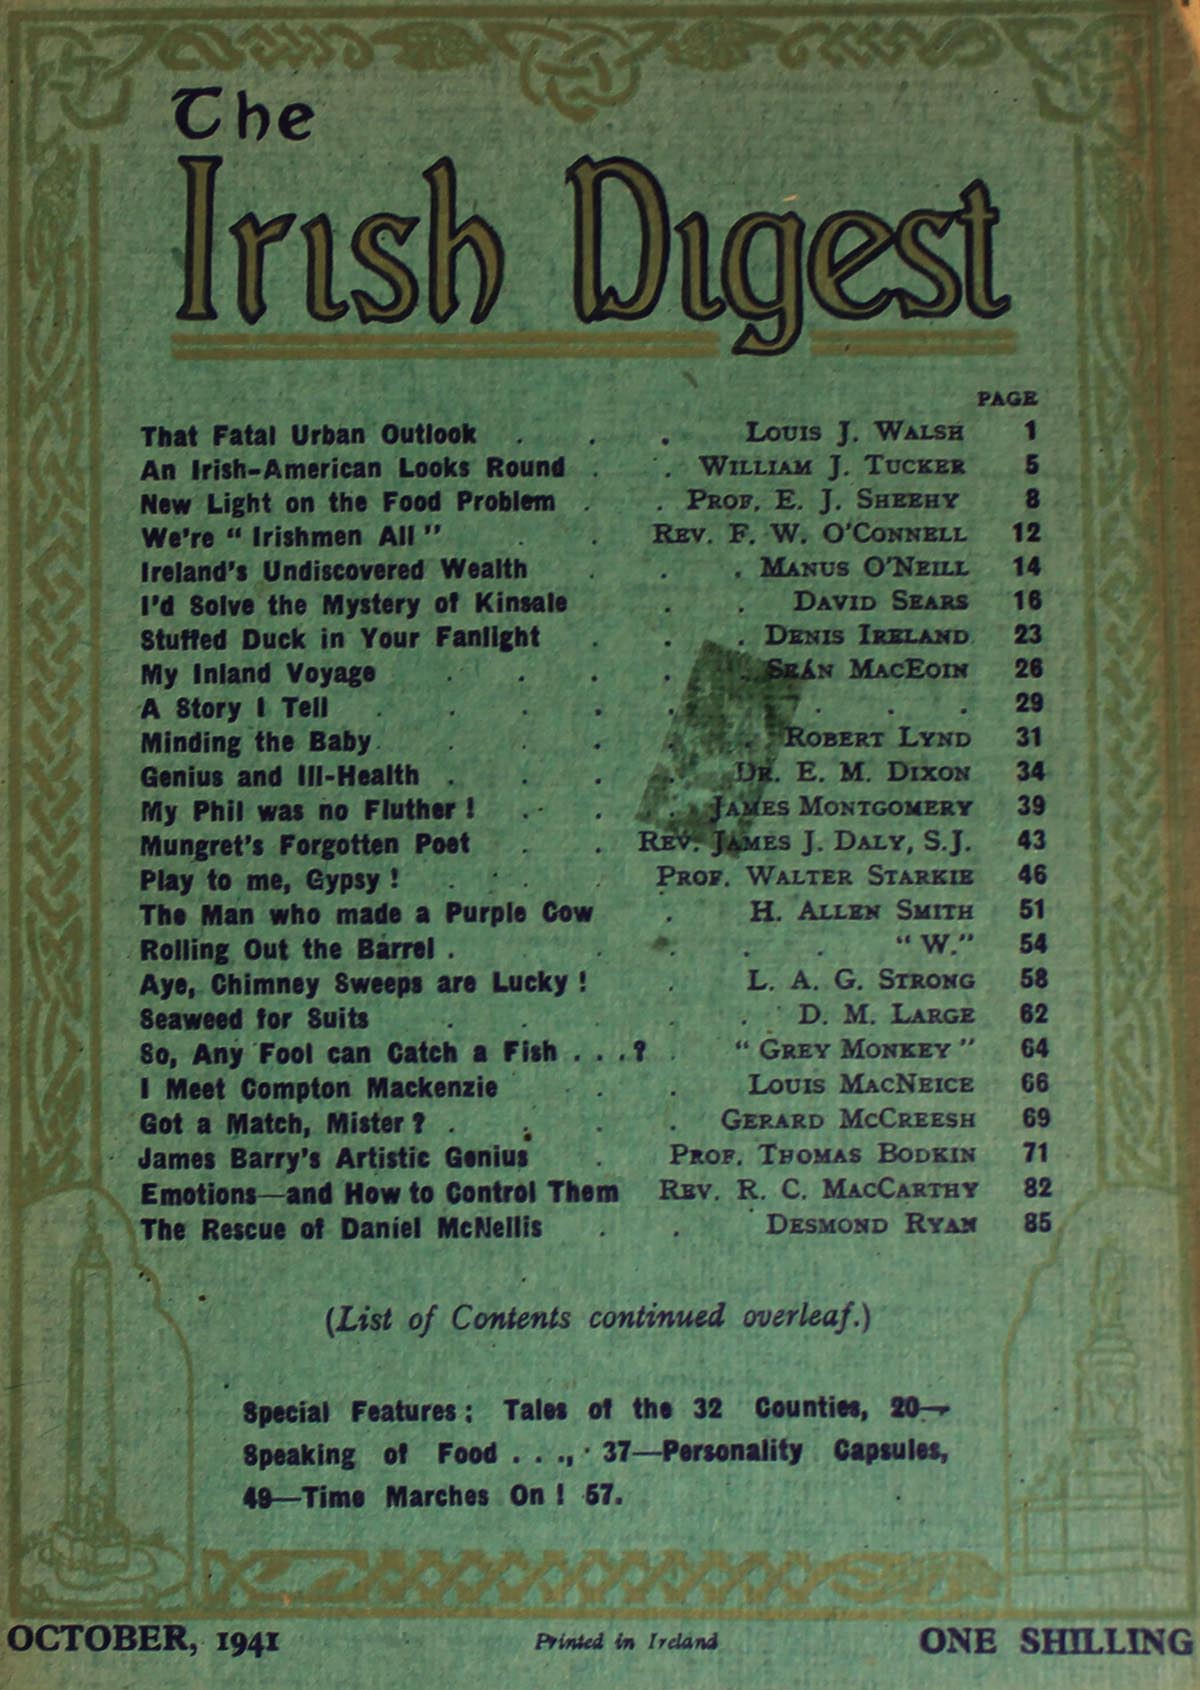 The
Irish Digest
PAGE
That Fatal Urban Outlook . . . LOUIS J. WALSH 1
An Irish-American Looks Round . . WILLIAM J. TUCKER 5
New Light on the Food Problem . . PROF. E. J. SHEEHY 8
We're “ Irishmen All ” . . REV. F. W. O'CONNELL 12
Ireland's Undiscovered Wealth . . . MANUS O'NEILL 14
I'd Solve the Mystery of Kinsale . . DAVID SEARS 16
Stuffed Duck in Your Fanlight . . . DENIS IRELAND 23
My Inland Voyage . . . . . SEÁN MACEOIN 26
A Story I Tell . . . . . . . . 29
Minding the Baby . . . . . . ROBERT LYND 31
Genius and Ill-Health . . . . DR. E. M. DIXON 34
My Phil was no Fluther ! . . . JAMES MONTGOMERY 39
Mungret's Forgotten Poet . . REV. JAMES J. DALY, S.J. 43
Play to me, Gypsy ! . . . PROF. WALTER STARKIE 46
The Man who made a Purple Cow . H. ALLEN SMITH 51
Rolling Out the Barrel . . . . . “ W.” 54
Aye, Chimney Sweeps are Lucky ! . L. A. G. STRONG 58
Seaweed for Suits . . . . . D. M. LARGE 62
So, Any Fool can Catch a Fish . . . ? . “ GREY MONKEY ” 64
I Meet Compton Mackenzie . . LOUIS MACNEICE 66
Got a Match, Mister ? . . . . GERARD MCCREESH 69
James Barry's Artistic Genius . PROF. THOMAS BODKIN 71
Emotions—and How to Control Them REV. R. C. MACCARTHY 82
The Rescue of Daniel McNellis . . DESMOND RYAN 85
(List of Contents continued overleaf.)
Special Features : Tales of the 32 Counties, 20—
Speaking of Food . . ., 37—Personality Capsules,
49—Time Marches On ! 57.
OCTOBER, 1941 Printed in Ireland ONE SHILLING